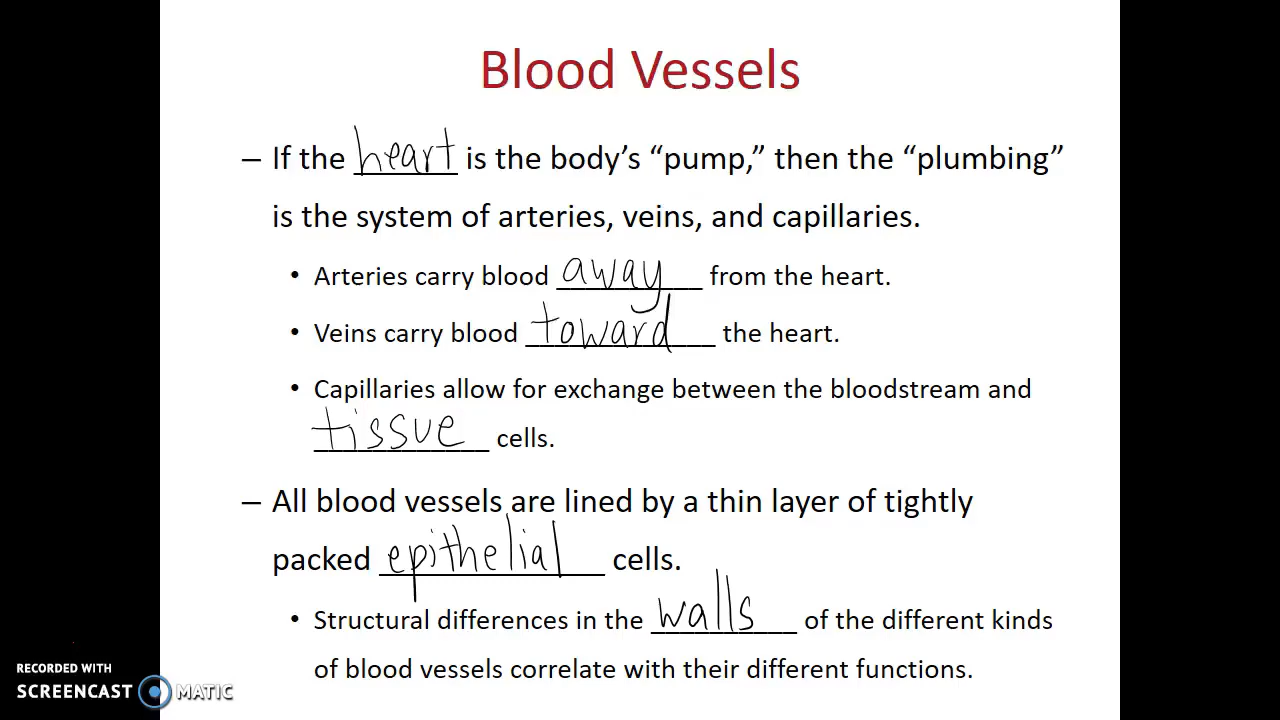 Blood Vessels
– If the heart is the body's “pump,” then the “plumbing”
is the system of arteries, veins, and capillaries.
• Arteries carry blood away from the heart.
• Veins carry blood toward the heart.
• Capillaries allow for exchange between the bloodstream and
tissue cells.
– All blood vessels are lined by a thin layer of tightly
packed epithelial cells.
• Structural differences in the walls of the different kinds
of blood vessels correlate with their different functions.
RECORDED WITH
SCREENCAST MATIC